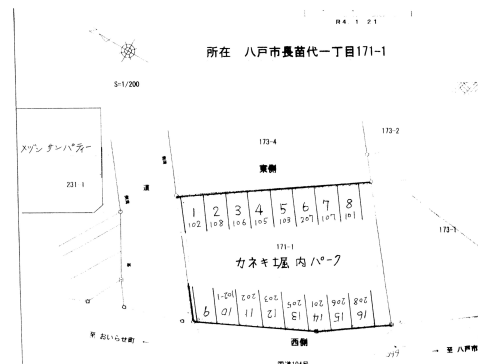 R4 1 21
所在 八戸市長苗代一丁目171-1
S=1/200
173-4
173-2
メゾン サンパティー
東側
231.1
道
1 2 3 4 5 6 7 8
102 108 106 105 103 207 107 101
173-1
171-1
カネキ堀内パーク
102-1 202 203 205 201 206 208
9 10 11 12 13 14 15 16
至 おいらせ町 ←
西側
→ 至 八戸市